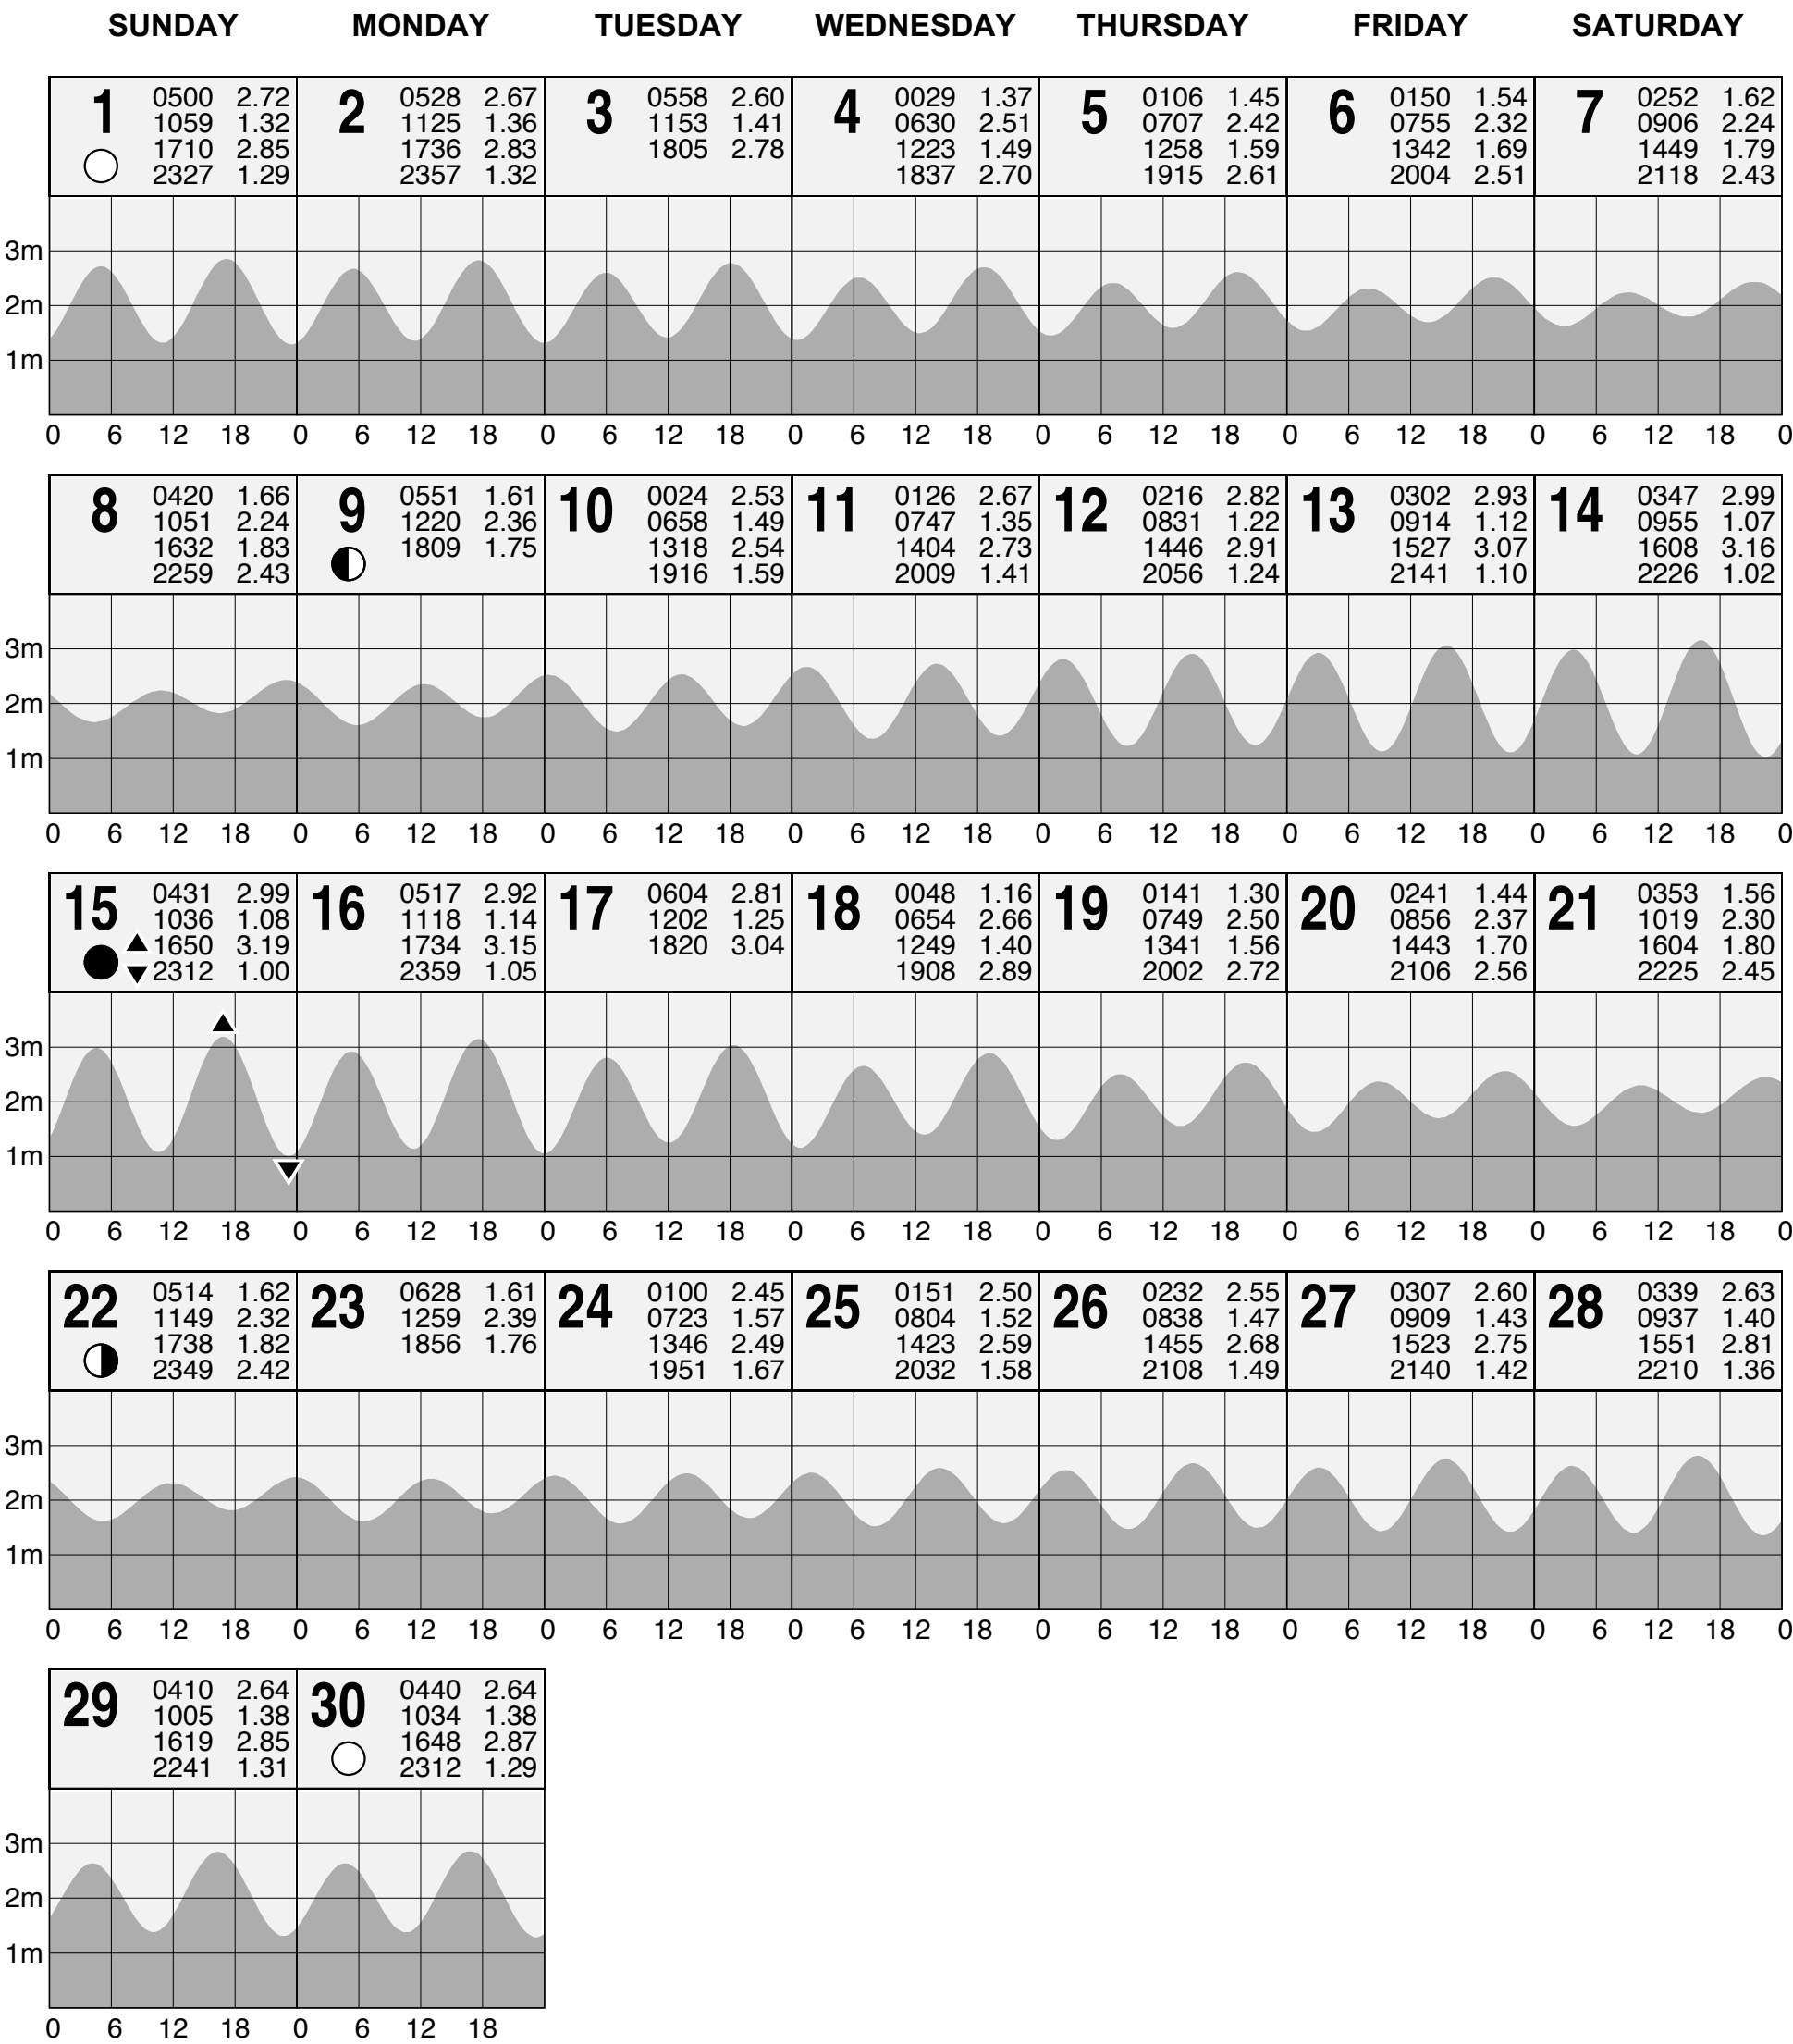 SUNDAY MONDAY TUESDAY WEDNESDAY THURSDAY FRIDAY SATURDAY
1 0500 2.72
1059 1.32
1710 2.85
2327 1.29
2 0528 2.67
1125 1.36
1736 2.83
2357 1.32
3 0558 2.60
1153 1.41
1805 2.78
4 0029 1.37
0630 2.51
1223 1.49
1837 2.70
5 0106 1.45
0707 2.42
1258 1.59
1915 2.61
6 0150 1.54
0755 2.32
1342 1.69
2004 2.51
7 0252 1.62
0906 2.24
1449 1.79
2118 2.43
3m
2m
1m
0 6 12 18 0 6 12 18 0 6 12 18 0 6 12 18 0 6 12 18 0 6 12 18 0 6 12 18 0
8 0420 1.66
1051 2.24
1632 1.83
2259 2.43
9 0551 1.61
1220 2.36
1809 1.75
10 0024 2.53
0658 1.49
1318 2.54
1916 1.59
11 0126 2.67
0747 1.35
1404 2.73
2009 1.41
12 0216 2.82
0831 1.22
1446 2.91
2056 1.24
13 0302 2.93
0914 1.12
1527 3.07
2141 1.10
14 0347 2.99
0955 1.07
1608 3.16
2226 1.02
3m
2m
1m
0 6 12 18 0 6 12 18 0 6 12 18 0 6 12 18 0 6 12 18 0 6 12 18 0 6 12 18 0
15 0431 2.99
1036 1.08
1650 3.19
2312 1.00
16 0517 2.92
1118 1.14
1734 3.15
2359 1.05
17 0604 2.81
1202 1.25
1820 3.04
18 0048 1.16
0654 2.66
1249 1.40
1908 2.89
19 0141 1.30
0749 2.50
1341 1.56
2002 2.72
20 0241 1.44
0856 2.37
1443 1.70
2106 2.56
21 0353 1.56
1019 2.30
1604 1.80
2225 2.45
3m
2m
1m
0 6 12 18 0 6 12 18 0 6 12 18 0 6 12 18 0 6 12 18 0 6 12 18 0 6 12 18 0
22 0514 1.62
1149 2.32
1738 1.82
2349 2.42
23 0628 1.61
1259 2.39
1856 1.76
24 0100 2.45
0723 1.57
1346 2.49
1951 1.67
25 0151 2.50
0804 1.52
1423 2.59
2032 1.58
26 0232 2.55
0838 1.47
1455 2.68
2108 1.49
27 0307 2.60
0909 1.43
1523 2.75
2140 1.42
28 0339 2.63
0937 1.40
1551 2.81
2210 1.36
3m
2m
1m
0 6 12 18 0 6 12 18 0 6 12 18 0 6 12 18 0 6 12 18 0 6 12 18 0 6 12 18 0
29 0410 2.64
1005 1.38
1619 2.85
2241 1.31
30 0440 2.64
1034 1.38
1648 2.87
2312 1.29
3m
2m
1m
0 6 12 18 0 6 12 18